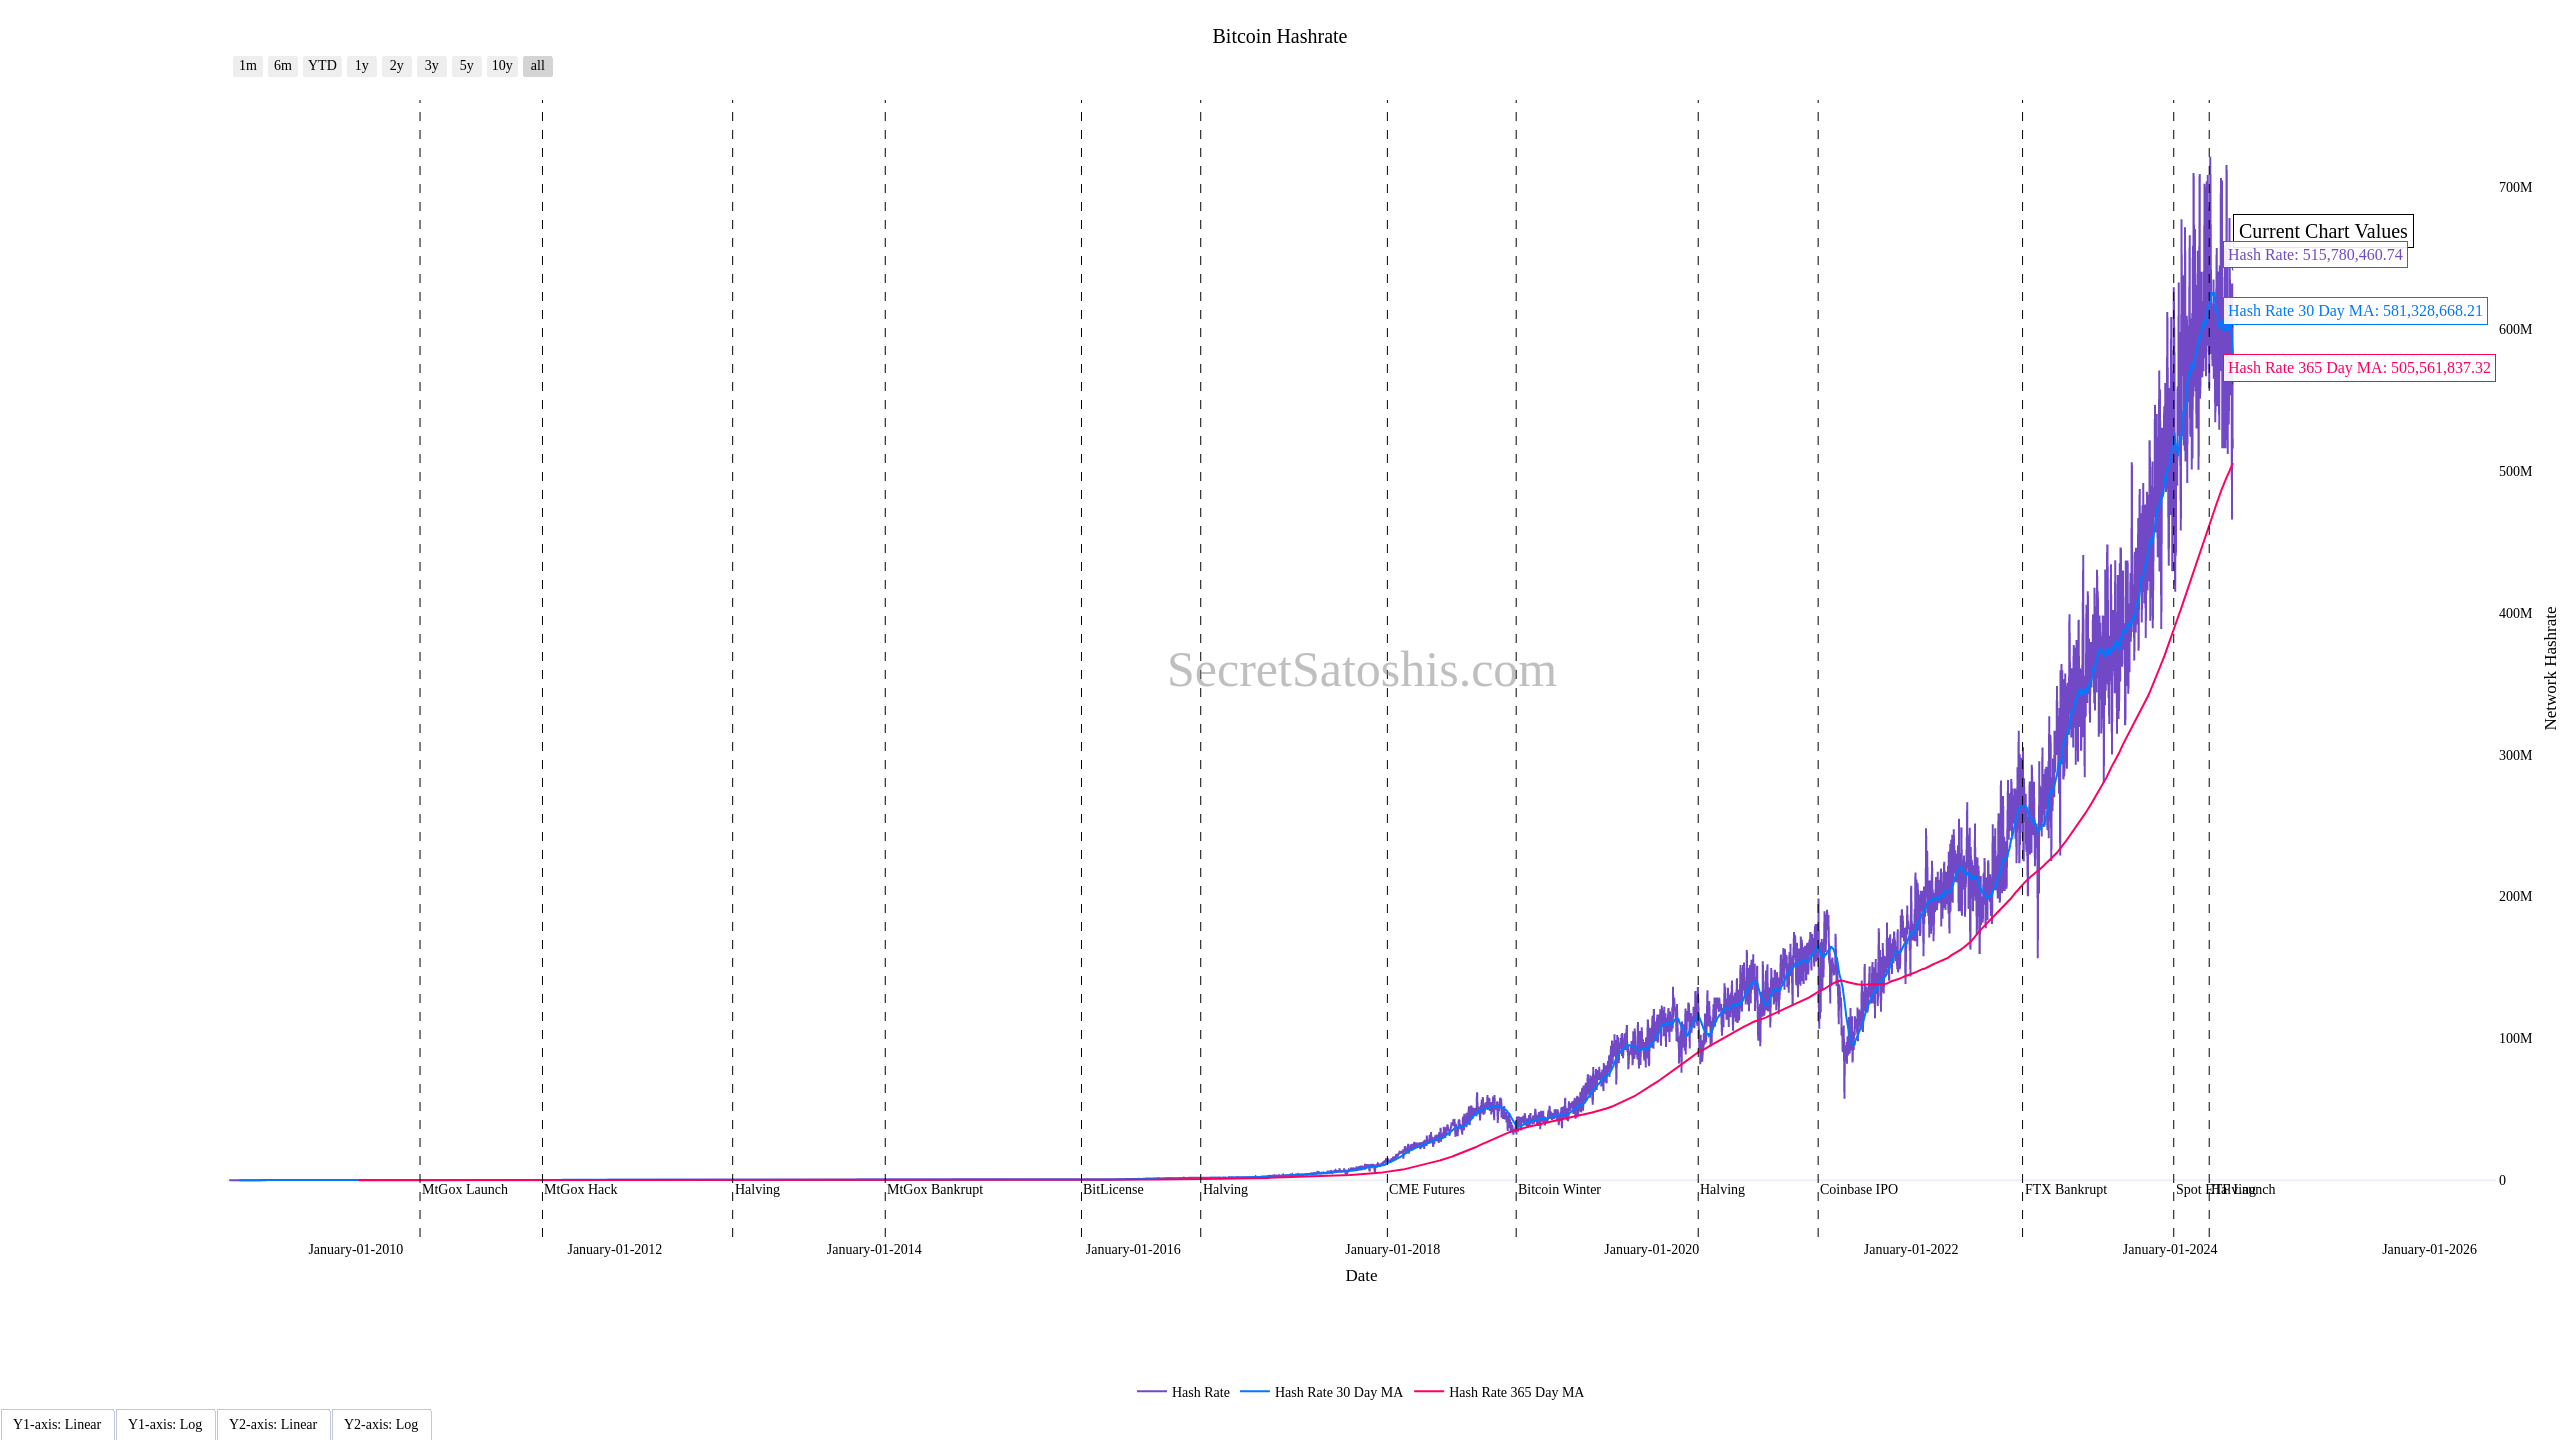 Bitcoin Hashrate
1m 6m YTD 1y 2y 3y 5y 10y all
700M
Current Chart Values
Hash Rate: 515,780,460.74
Hash Rate 30 Day MA: 581,328,668.21
600M
Hash Rate 365 Day MA: 505,561,837.32
500M
400M
Network Hashrate
SecretSatoshis.com
300M
200M
100M
0
MtGox Launch MtGox Hack Halving MtGox Bankrupt BitLicense Halving CME Futures Bitcoin Winter Halving Coinbase IPO FTX Bankrupt Spot ETF Launch Halving
January-01-2010 January-01-2012 January-01-2014 January-01-2016 January-01-2018 January-01-2020 January-01-2022 January-01-2024 January-01-2026
Date
Hash Rate Hash Rate 30 Day MA Hash Rate 365 Day MA
Y1-axis: Linear Y1-axis: Log Y2-axis: Linear Y2-axis: Log